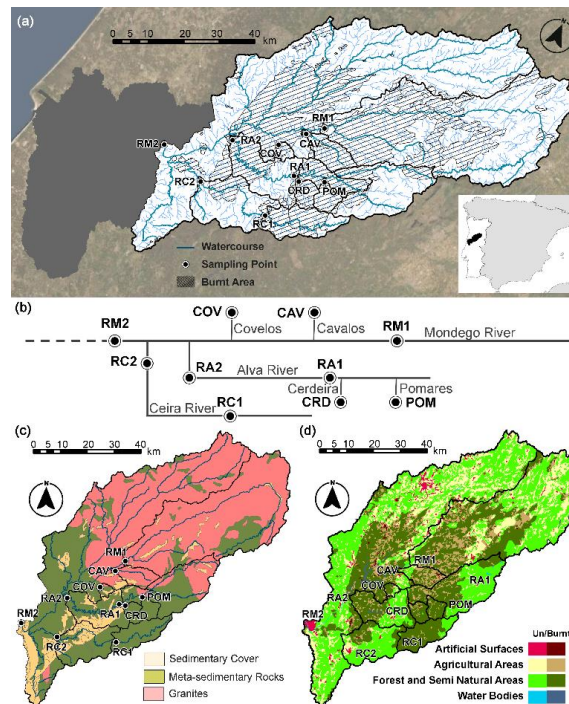 (a)
0 5 10 20 30 40
km
RM1
RM2
RA2
CAV
COV
RA1
RC2
CRD
POM
RC1
Watercourse
Sampling Point
Burnt Area
(b)
COV
CAV
RM2
Covelos
Cavalos
RM1
Mondego River
RC2
RA2
Alva River
RA1
Cerdeira
Pomares
RC1
CRD
POM
Ceira River
(c)
0 5 10 20 30 40
km
N
RM1
CAV
COV
POM
RA2
RA1
CRD
RM2
RC2
RC1
Sedimentary Cover
Meta-sedimentary Rocks
Granites
(d)
0 5 10 20 30 40
km
N
RM1
CAV
COV
RA1
RA2
CRD
POM
RM2
RC1
RC2
Un/Burnt
Artificial Surfaces
Agricultural Areas
Forest and Semi Natural Areas
Water Bodies